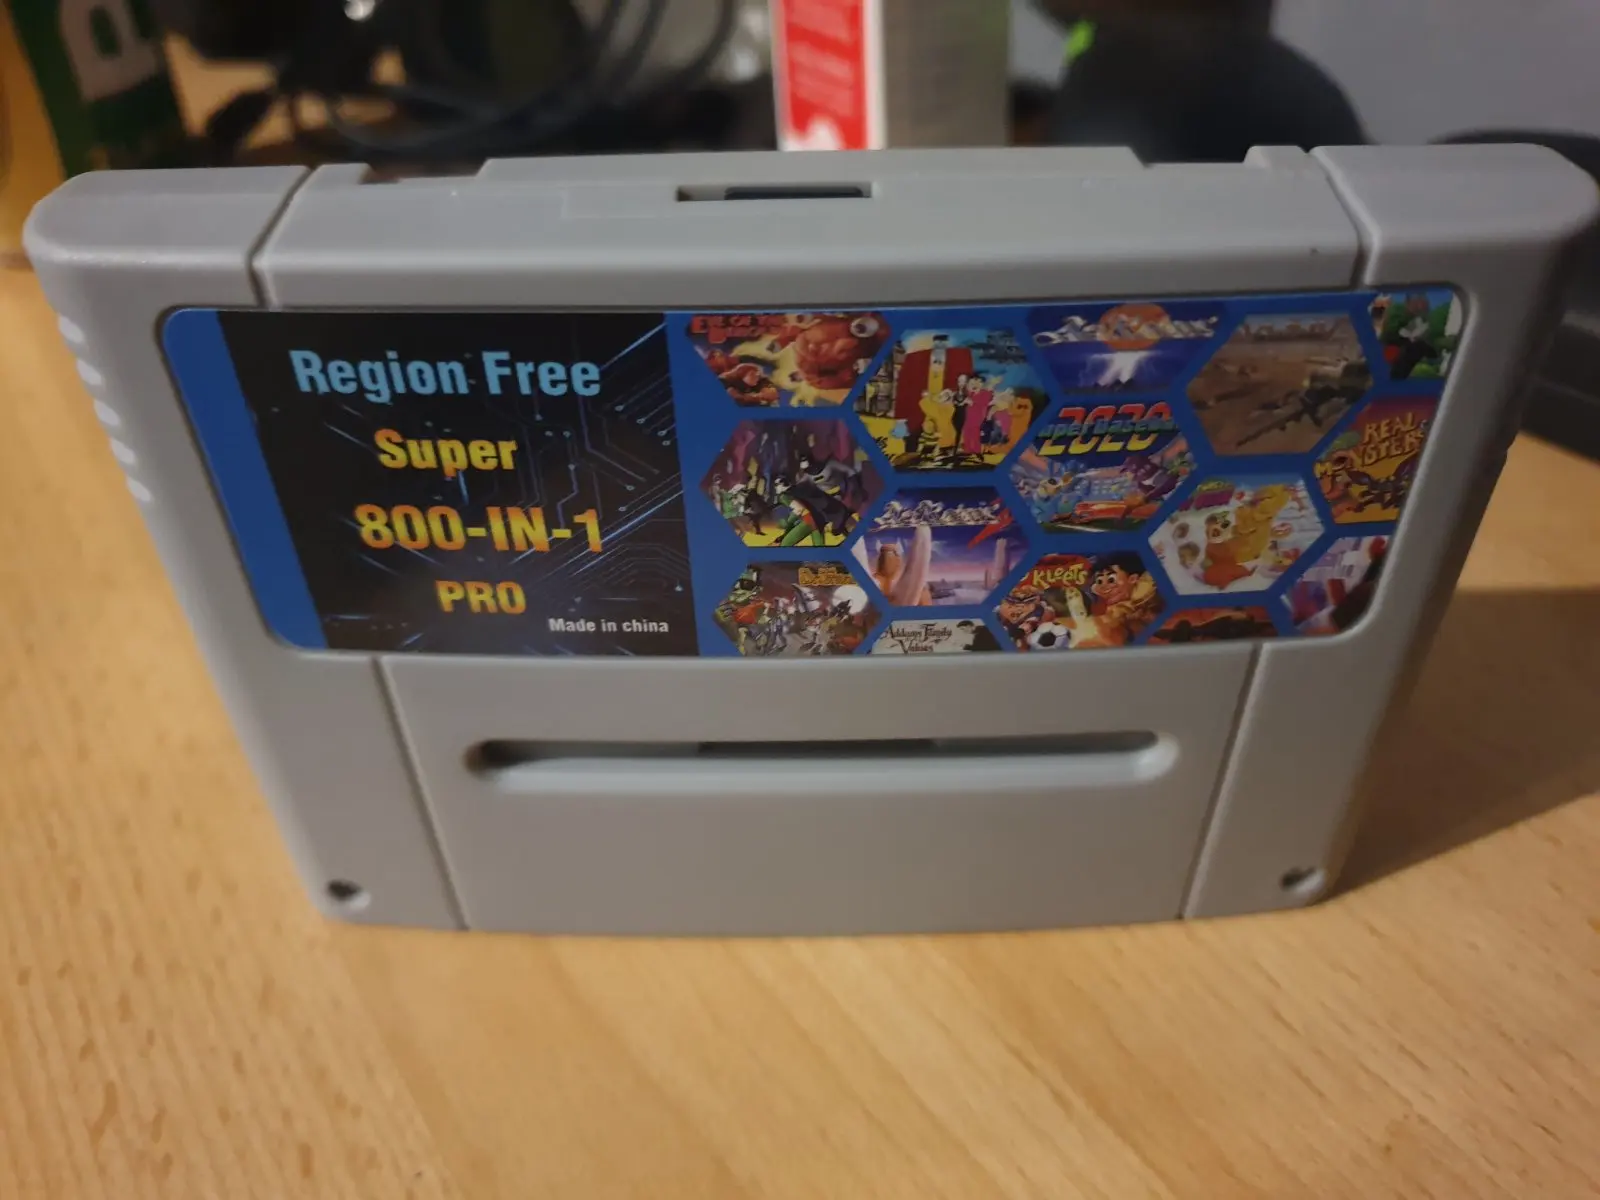 Region Free
Super
800-IN-1
PRO
Made in china
2020
REAL
MONSTERS
KLEETS
Addams Family
Values